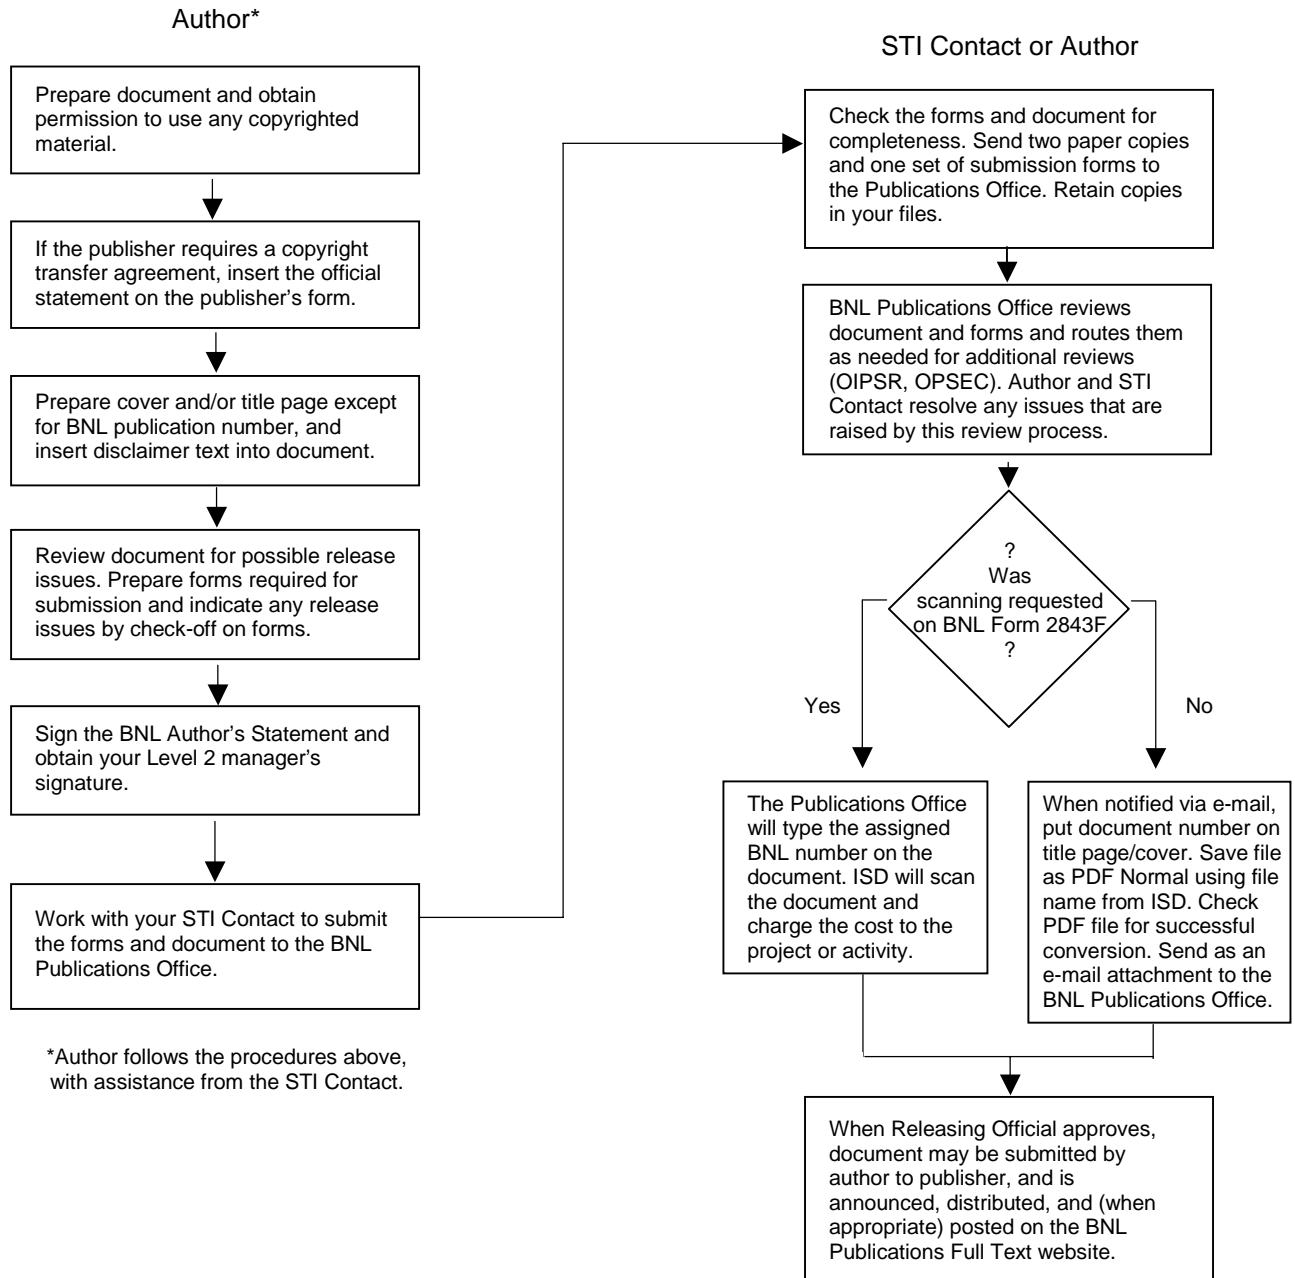 Author*
Prepare document and obtain
permission to use any copyrighted
material.
If the publisher requires a copyright
transfer agreement, insert the official
statement on the publisher's form.
Prepare cover and/or title page except
for BNL publication number, and
insert disclaimer text into document.
Review document for possible release
issues. Prepare forms required for
submission and indicate any release
issues by check-off on forms.
Sign the BNL Author's Statement and
obtain your Level 2 manager's
signature.
Work with your STI Contact to submit
the forms and document to the BNL
Publications Office.
*Author follows the procedures above,
with assistance from the STI Contact.
STI Contact or Author
Check the forms and document for
completeness. Send two paper copies
and one set of submission forms to
the Publications Office. Retain copies
in your files.
BNL Publications Office reviews
document and forms and routes them
as needed for additional reviews
(OIPSR, OPSEC). Author and STI
Contact resolve any issues that are
raised by this review process.
?
Was
scanning requested
on BNL Form 2843F
?
Yes
No
The Publications Office
will type the assigned
BNL number on the
document. ISD will scan
the document and
charge the cost to the
project or activity.
When notified via e-mail,
put document number on
title page/cover. Save file
as PDF Normal using file
name from ISD. Check
PDF file for successful
conversion. Send as an
e-mail attachment to the
BNL Publications Office.
When Releasing Official approves,
document may be submitted by
author to publisher, and is
announced, distributed, and (when
appropriate) posted on the BNL
Publications Full Text website.